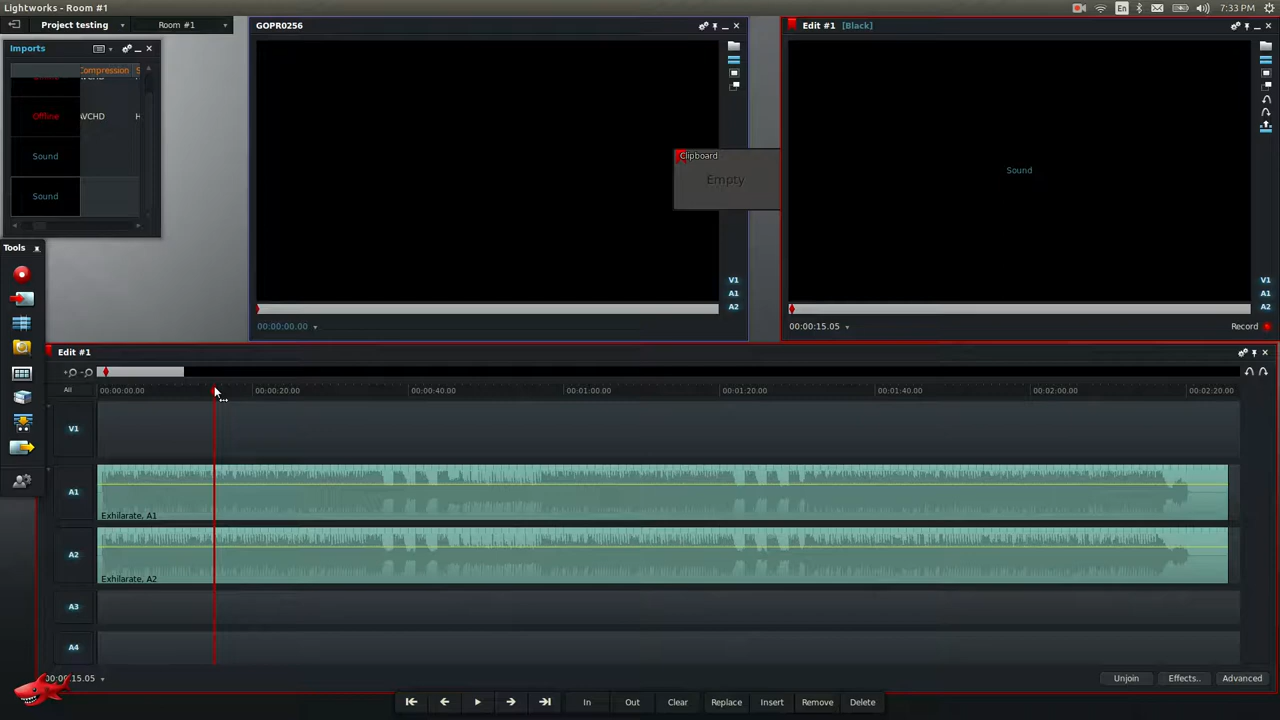 Lightworks - Room #1
En
7:33 PM
Project testing
Room #1
Imports
Compression
S
AVCHD
Offline
AVCHD
H
Sound
Sound
GOPR0256
V1
A1
A2
00:00:00.00
Clipboard
Empty
Edit #1 [Black]
Sound
V1
A1
A2
00:00:15.05
Record
Tools
Edit #1
All
00:00:00.00
00:00:20.00
00:00:40.00
00:01:00.00
00:01:20.00
00:01:40.00
00:02:00.00
00:02:20.00
V1
A1
Exhilarate, A1
A2
Exhilarate, A2
A3
A4
Unjoin
Effects..
Advanced
In
Out
Clear
Replace
Insert
Remove
Delete